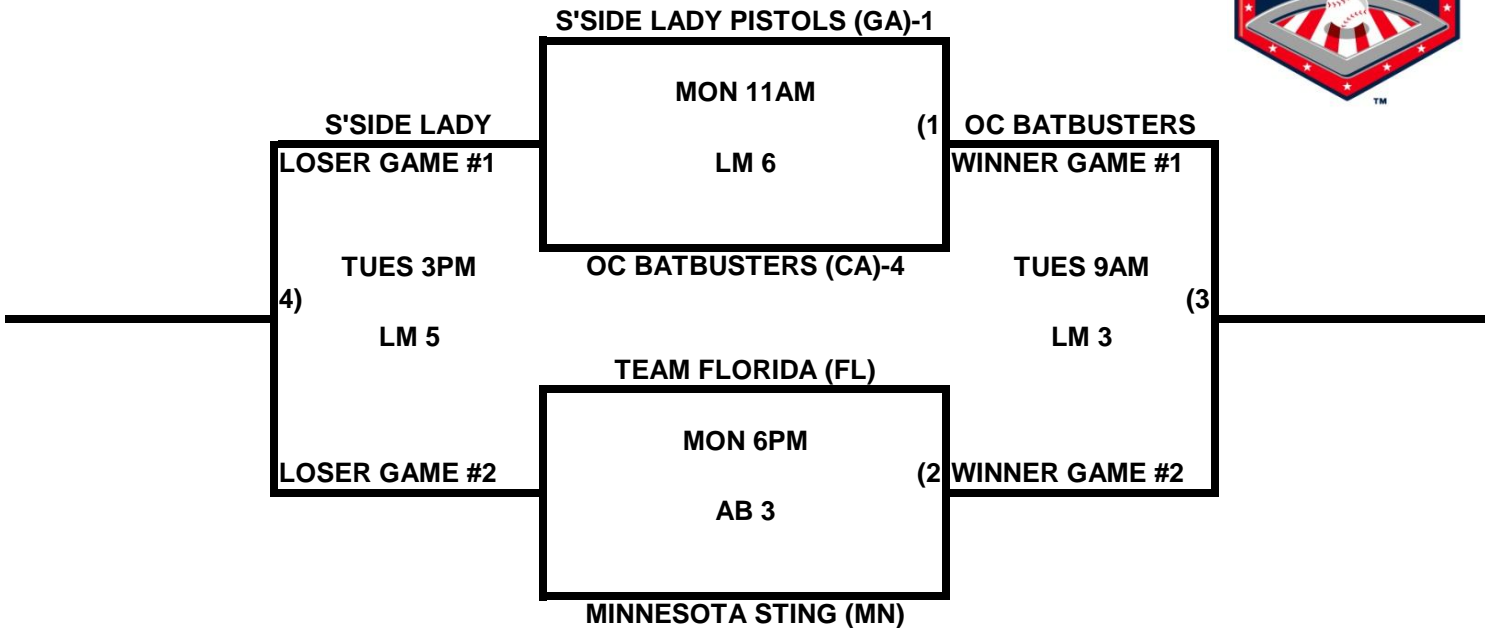 S'SIDE LADY PISTOLS (GA)-1
MON 11AM
S'SIDE LADY
(1
OC BATBUSTERS
LOSER GAME #1
LM 6
WINNER GAME #1
TUES 3PM
OC BATBUSTERS (CA)-4
TUES 9AM
4)
(3
LM 5
LM 3
TEAM FLORIDA (FL)
MON 6PM
LOSER GAME #2
(2
WINNER GAME #2
AB 3
MINNESOTA STING (MN)
TM